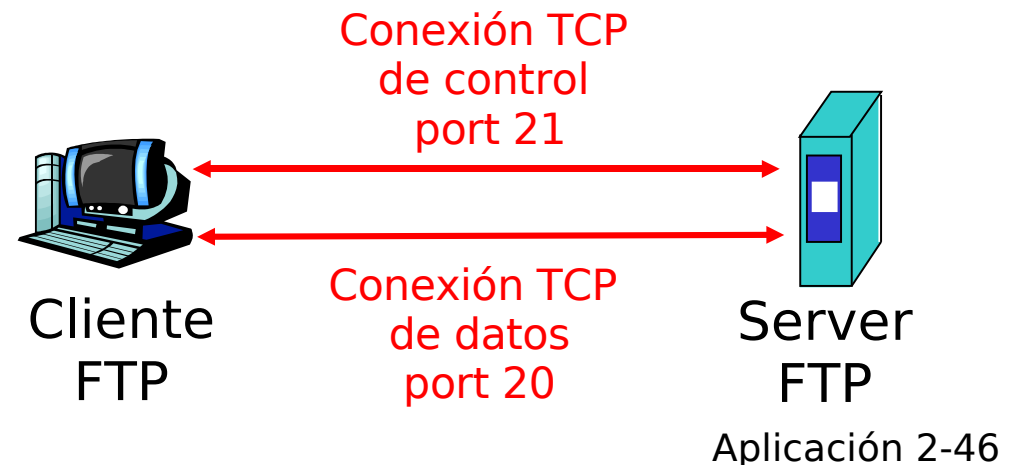 Conexión TCP
de control
port 21
Conexión TCP
de datos
port 20
Cliente
FTP
Server
FTP
Aplicación 2-46